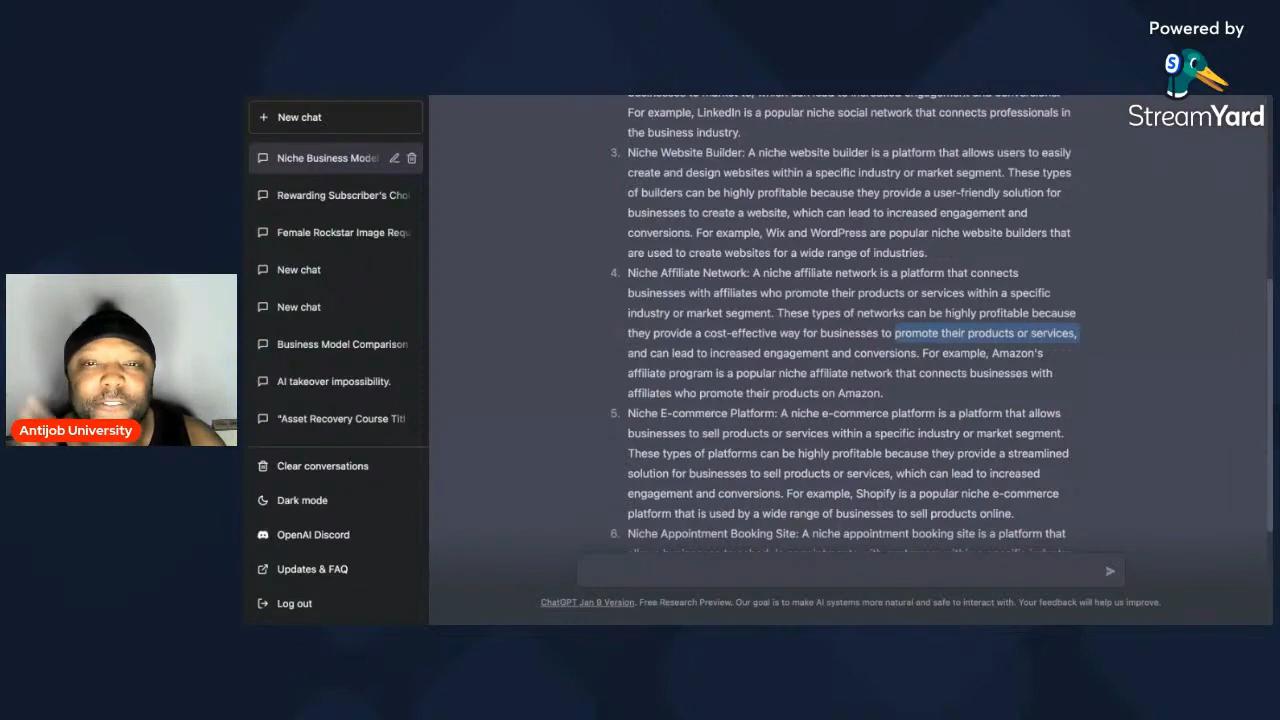 Powered by
StreamYard
New chat
Niche Business Model
Rewarding Subscriber's Choi
Female Rockstar Image Requ
New chat
New chat
Business Model Comparison
AI takeover impossibility.
"Asset Recovery Course Titl
Clear conversations
Dark mode
OpenAI Discord
Updates & FAQ
Log out
Antijob University
For example, LinkedIn is a popular niche social network that connects professionals in
the business industry.
3. Niche Website Builder: A niche website builder is a platform that allows users to easily
create and design websites within a specific industry or market segment. These types
of builders can be highly profitable because they provide a user-friendly solution for
businesses to create a website, which can lead to increased engagement and
conversions. For example, Wix and WordPress are popular niche website builders that
are used to create websites for a wide range of industries.
4. Niche Affiliate Network: A niche affiliate network is a platform that connects
businesses with affiliates who promote their products or services within a specific
industry or market segment. These types of networks can be highly profitable because
they provide a cost-effective way for businesses to promote their products or services,
and can lead to increased engagement and conversions. For example, Amazon's
affiliate program is a popular niche affiliate network that connects businesses with
affiliates who promote their products on Amazon.
5. Niche E-commerce Platform: A niche e-commerce platform is a platform that allows
businesses to sell products or services within a specific industry or market segment.
These types of platforms can be highly profitable because they provide a streamlined
solution for businesses to sell products or services, which can lead to increased
engagement and conversions. For example, Shopify is a popular niche e-commerce
platform that is used by a wide range of businesses to sell products online.
6. Niche Appointment Booking Site: A niche appointment booking site is a platform that
ChatGPT Jan 9 Version. Free Research Preview. Our goal is to make AI systems more natural and safe to interact with. Your feedback will help us improve.